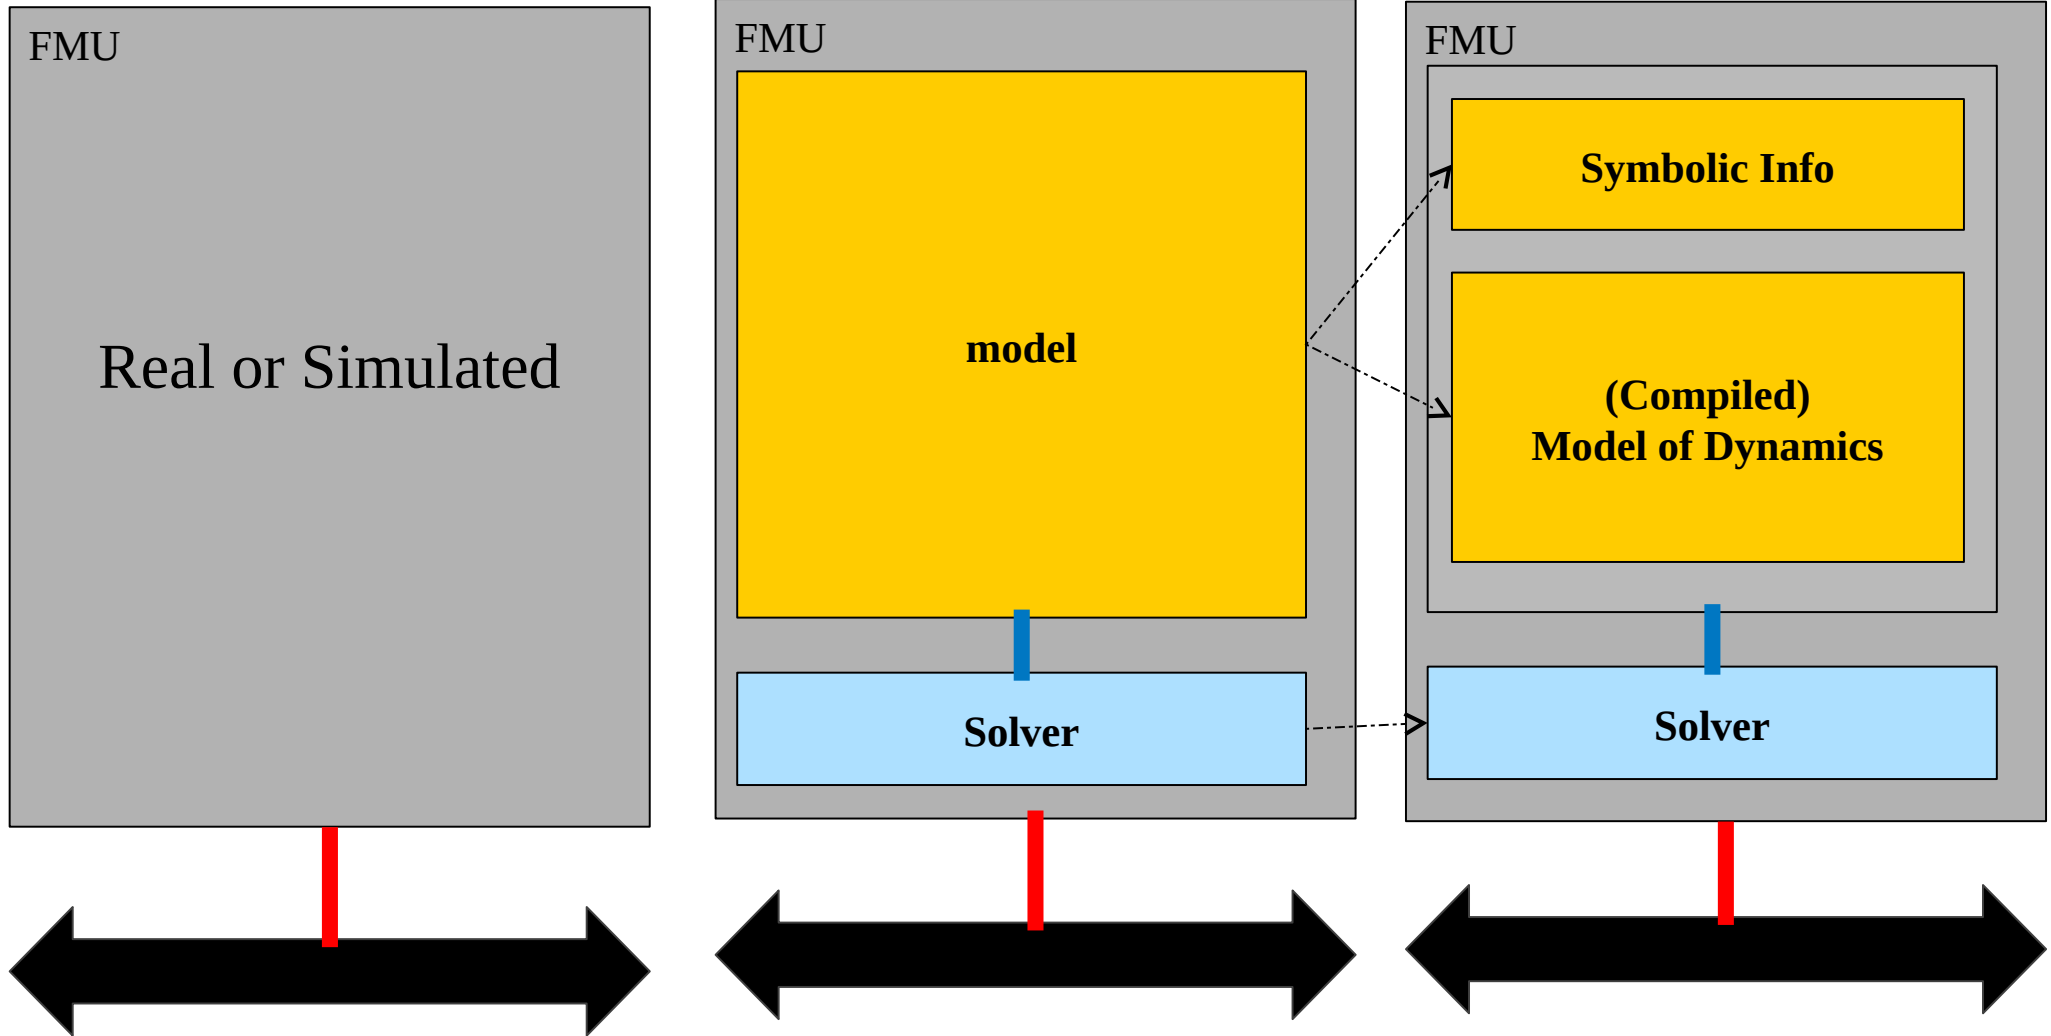 FMU
Real or Simulated
FMU
model
Solver
FMU
Symbolic Info
(Compiled)
Model of Dynamics
Solver